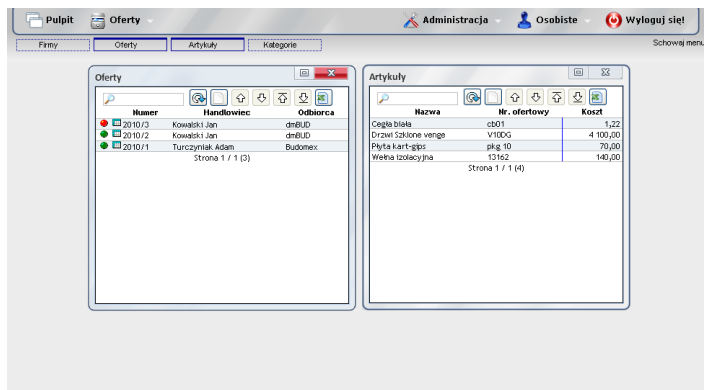 Pulpit Oferty Administracja Osobiste Wyloguj się!
Firmy Oferty Artykuły Kategorie Schowaj menu
Oferty
Numer Handlowiec Odbiorca
2010/3 Kowalski Jan dmBUD
2010/2 Kowalski Jan dmBUD
2010/1 Turczyniak Adam Budomex
Strona 1 / 1 (3)
Artykuły
Nazwa Nr. ofertowy Koszt
Cegła biała cb01 1,22
Drzwi Szklone venge V10DG 4 100,00
Płyta kart-gips pkg 10 70,00
Wełna izolacyjna 13162 140,00
Strona 1 / 1 (4)